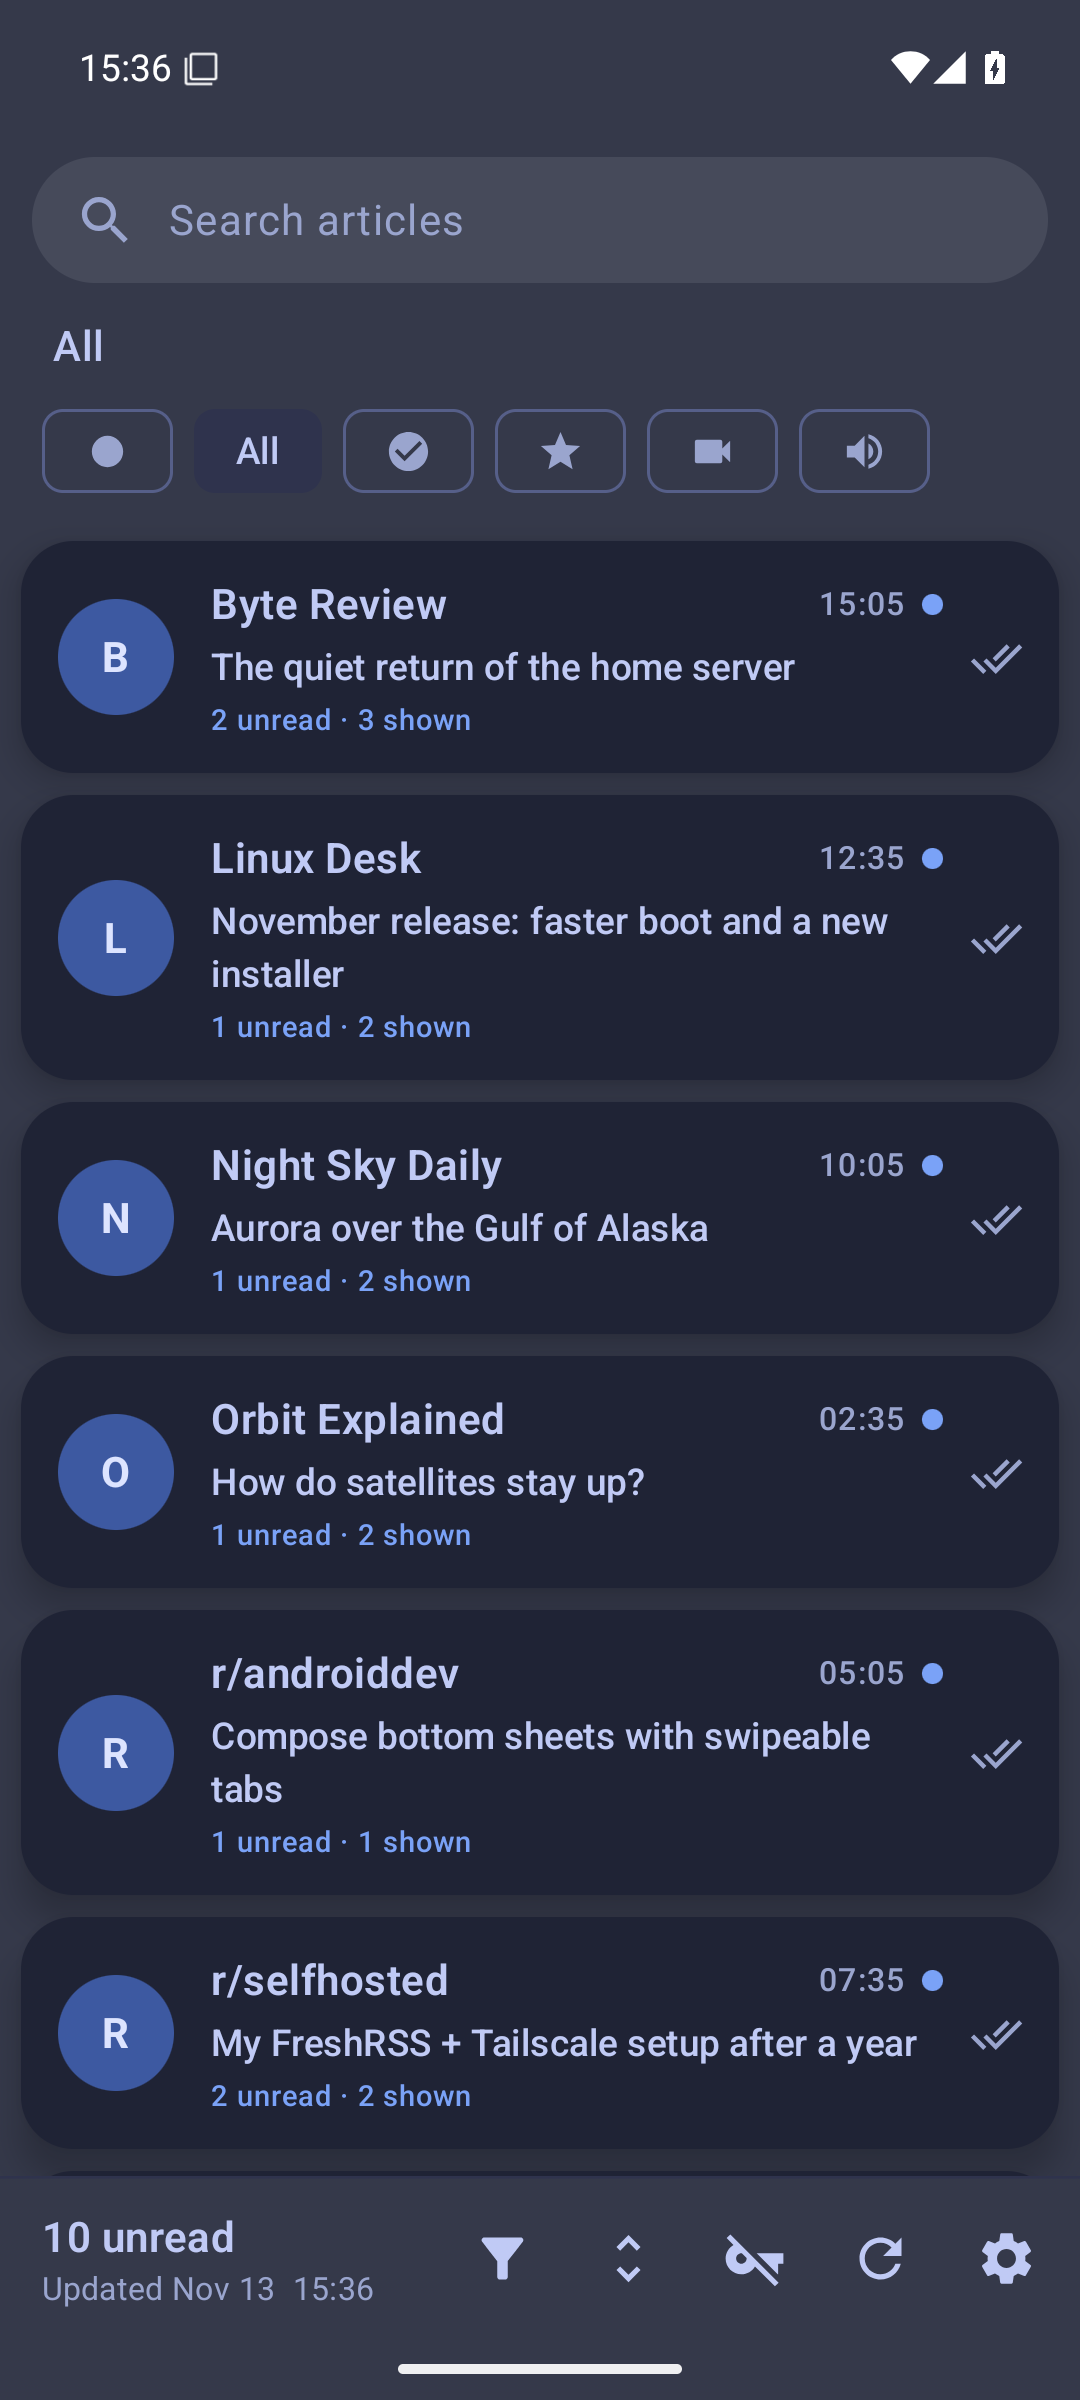 15:36
Search articles
All
All
B
Byte Review
15:05
The quiet return of the home server
2 unread · 3 shown
L
Linux Desk
12:35
November release: faster boot and a new
installer
1 unread · 2 shown
N
Night Sky Daily
10:05
Aurora over the Gulf of Alaska
1 unread · 2 shown
O
Orbit Explained
02:35
How do satellites stay up?
1 unread · 2 shown
R
r/androiddev
05:05
Compose bottom sheets with swipeable
tabs
1 unread · 1 shown
R
r/selfhosted
07:35
My FreshRSS + Tailscale setup after a year
2 unread · 2 shown
10 unread
Updated Nov 13 15:36